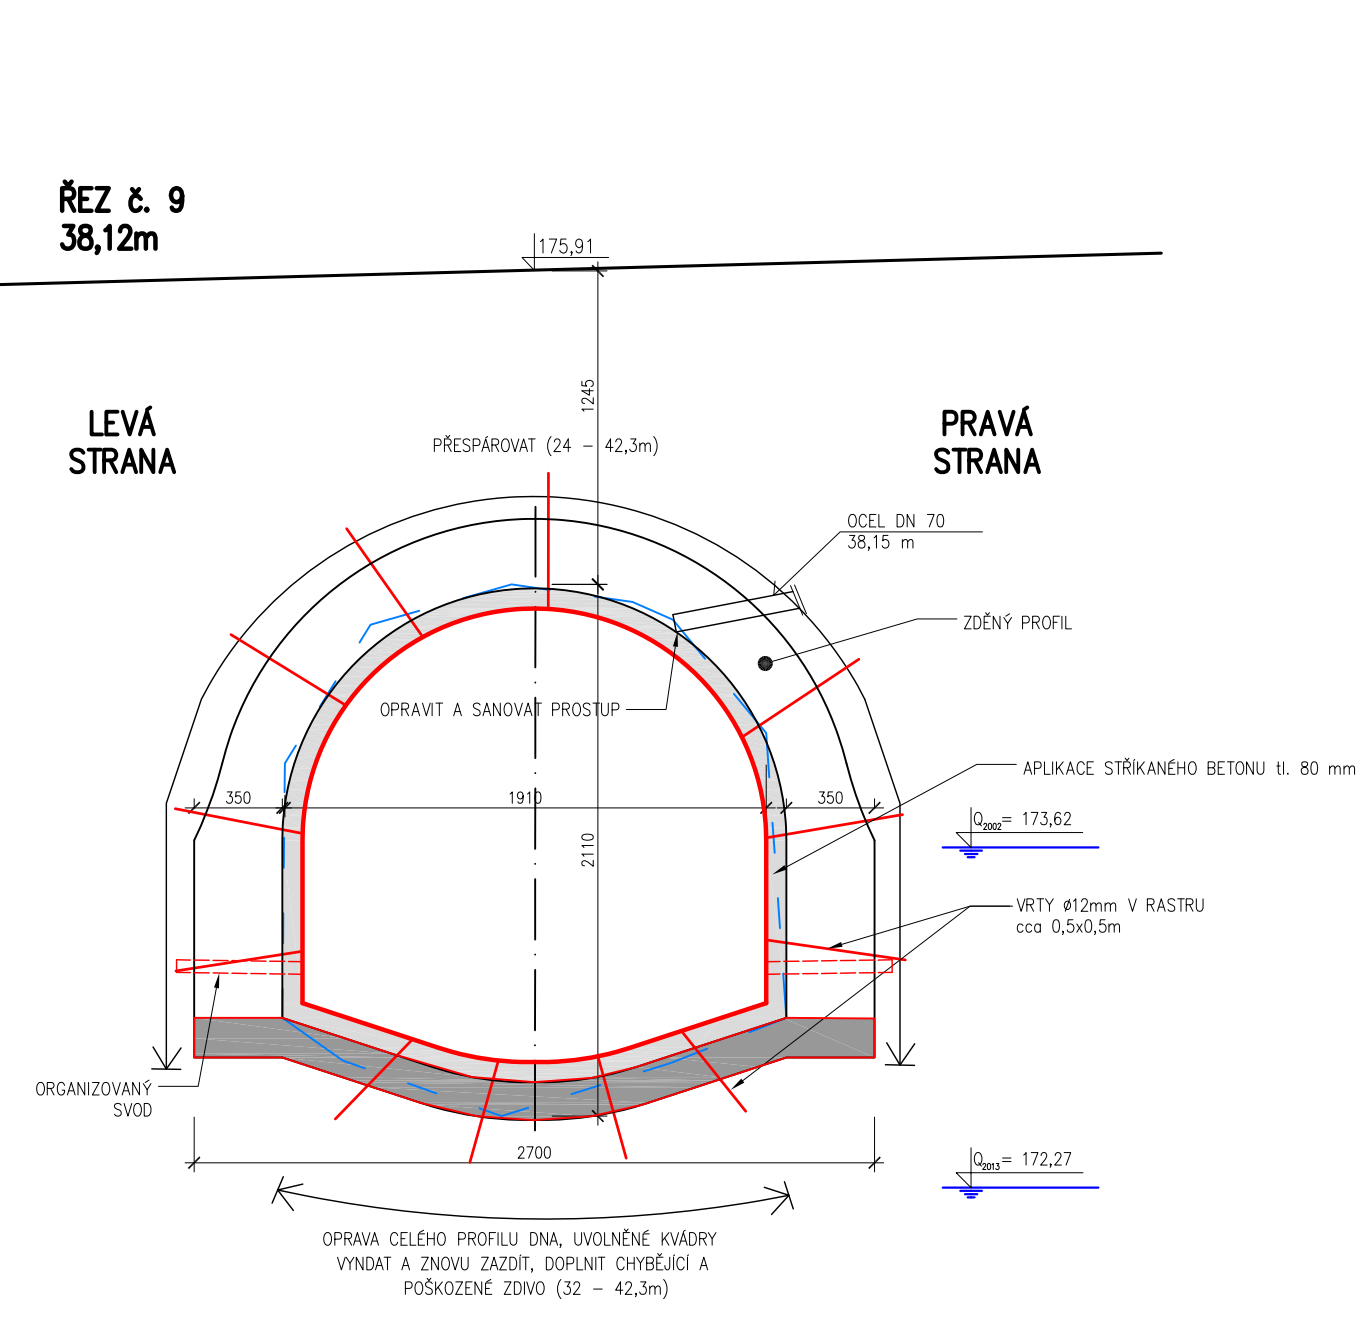 ŘEZ č. 9
38,12m
175,91
1245
LEVÁ
STRANA
PRAVÁ
STRANA
PŘESPÁROVAT (24 – 42,3m)
OCEL DN 70
38,15 m
ZDĚNÝ PROFIL
OPRAVIT A SANOVAT PROSTUP
APLIKACE STŘÍKANÉHO BETONU tl. 80 mm
350
1910
350
Q2002= 173,62
2110
VRTY ø12mm V RASTRU
cca 0,5x0,5m
ORGANIZOVANÝ
SVOD
2700
Q2013= 172,27
OPRAVA CELÉHO PROFILU DNA, UVOLNĚNÉ KVÁDRY
VYNDAT A ZNOVU ZAZDÍT, DOPLNIT CHYBĚJÍCÍ A
POŠKOZENÉ ZDIVO (32 – 42,3m)